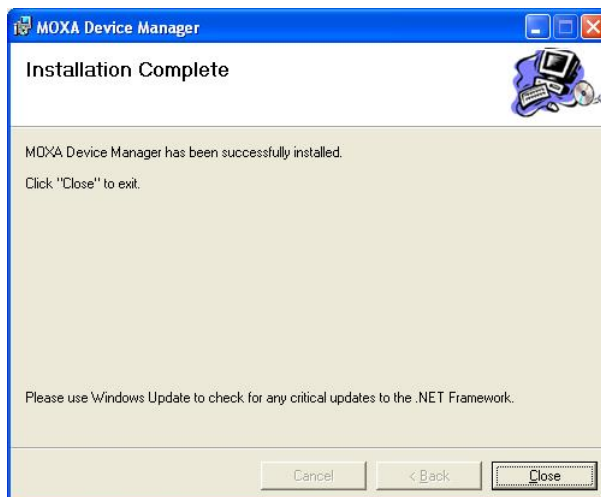 MOXA Device Manager
Installation Complete
MOXA Device Manager has been successfully installed.
Click "Close" to exit.
Please use Windows Update to check for any critical updates to the .NET Framework.
Cancel
< Back
Close